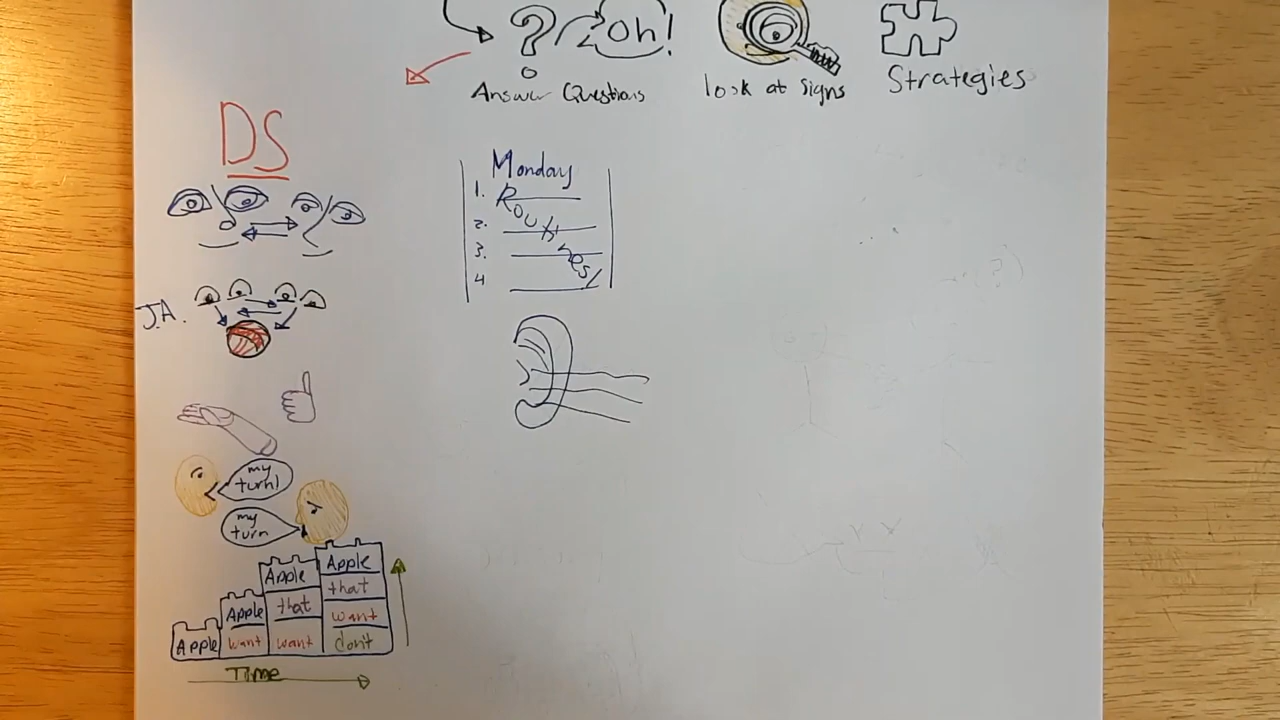 ? Oh!
Answer Questions
look at signs
Strategies
DS
Monday
1.
2.
3.
4
Routines!
J.A.
my
turn!
my
turn
Apple
Apple want
Apple that want
Apple that want don't
Time